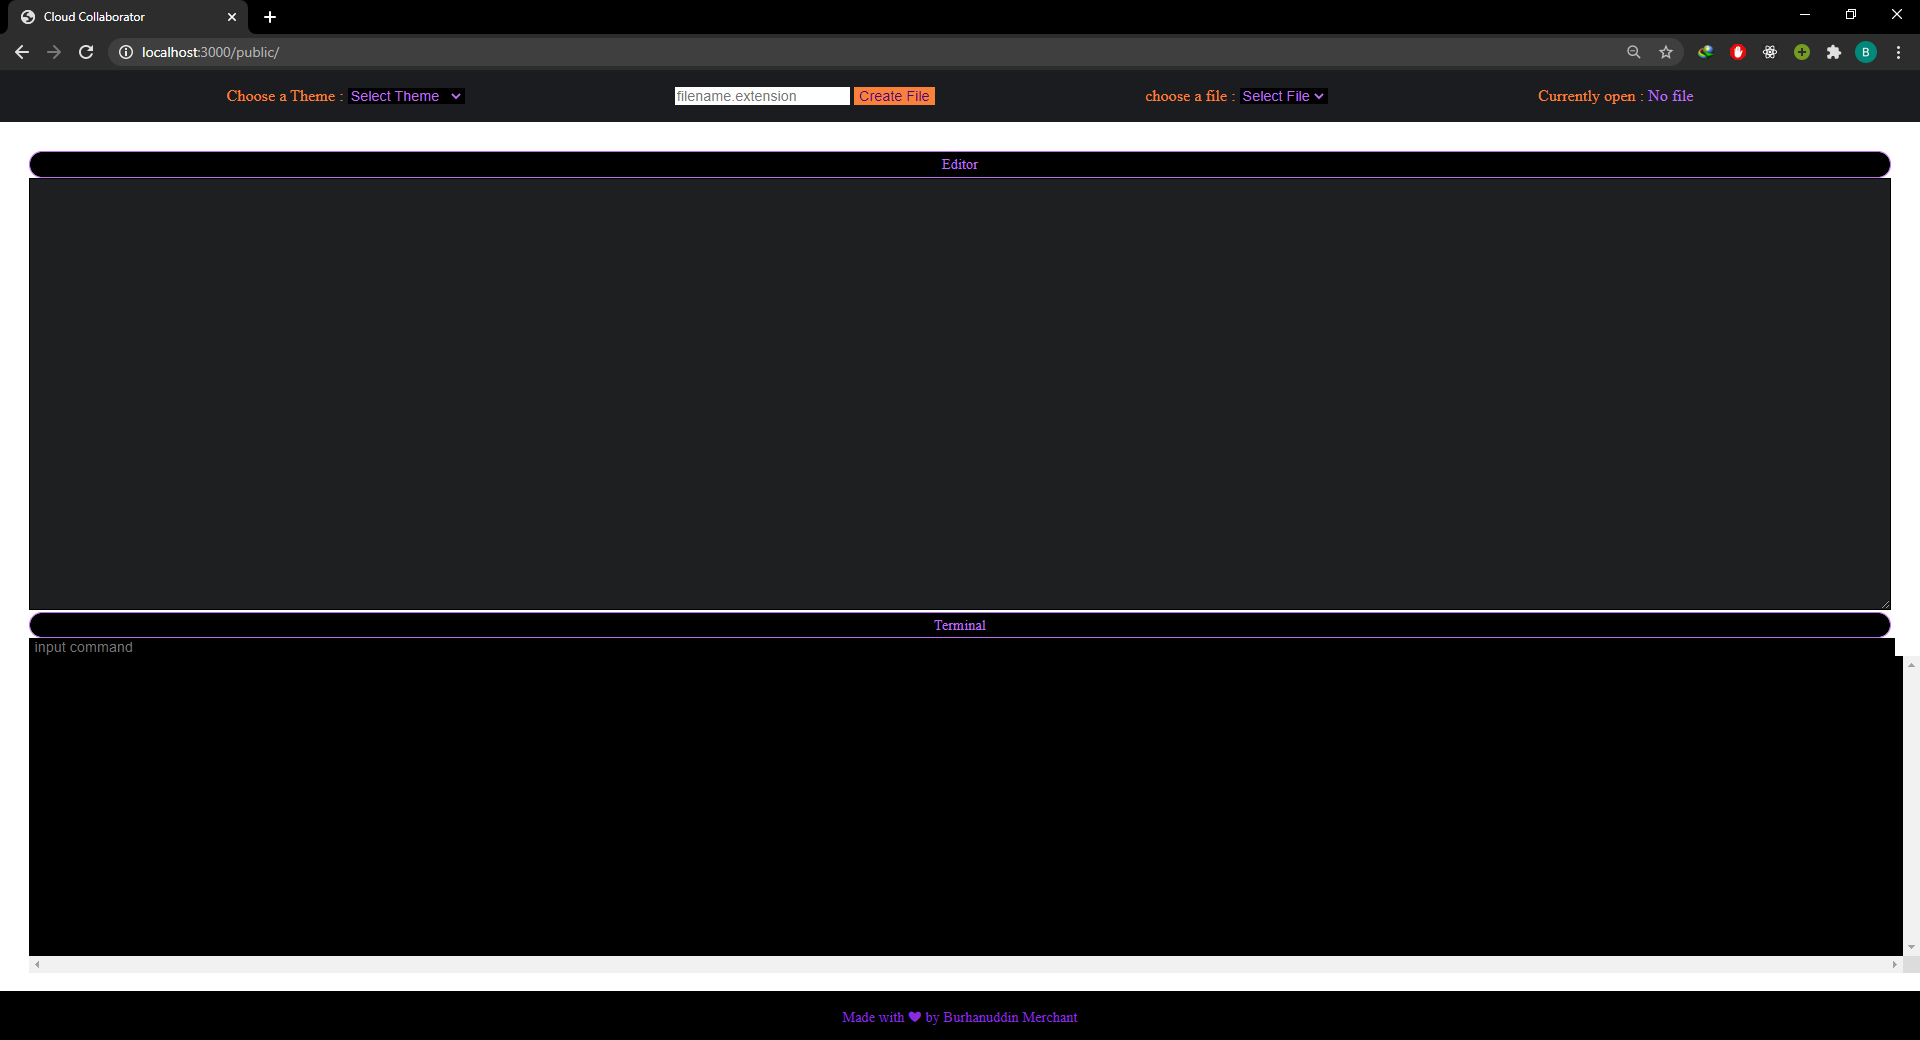 Cloud Collaborator
localhost:3000/public/
B
Choose a Theme : Select Theme filename.extension Create File choose a file : Select File Currently open : No file
Editor
Terminal
input command
Made with ❤ by Burhanuddin Merchant